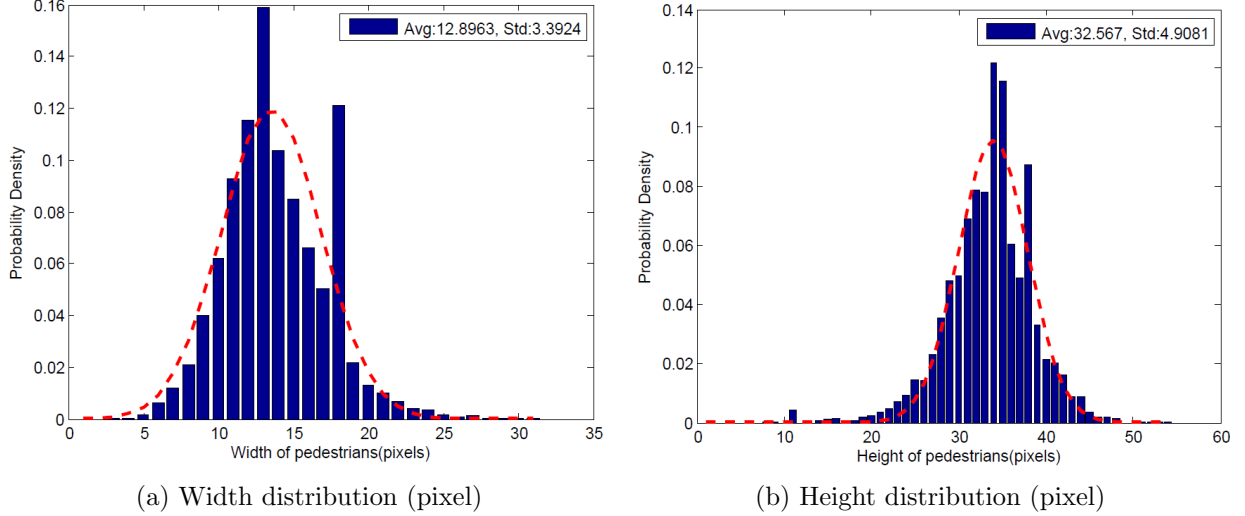 0.16
0.14
0.12
0.1
0.08
0.06
0.04
0.02
0
Probability Density
Avg:12.8963, Std:3.3924
0 5 10 15 20 25 30 35
Width of pedestrians(pixels)
(a) Width distribution (pixel)
0.14
0.12
0.1
0.08
0.06
0.04
0.02
0
Probability Density
Avg:32.567, Std:4.9081
0 10 20 30 40 50 60
Height of pedestrians(pixels)
(b) Height distribution (pixel)